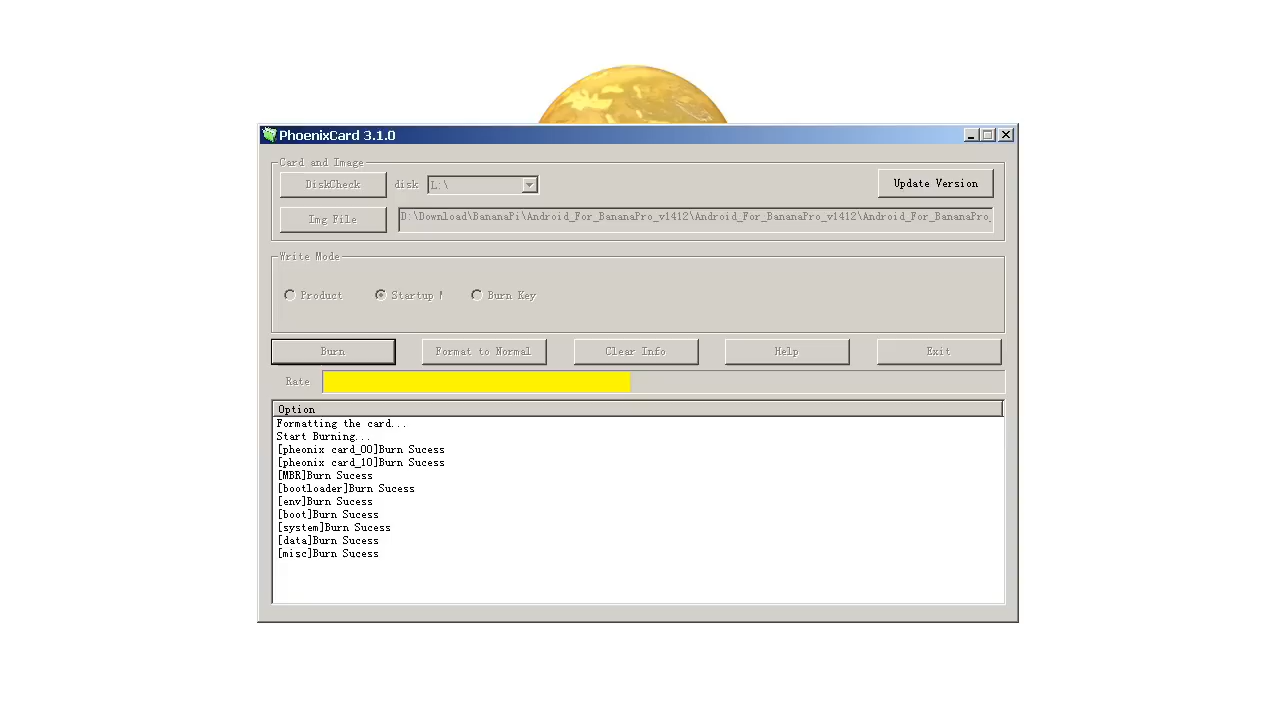 PhoenixCard 3.1.0
Card and Image
DiskCheck disk L:\ Update Version
Img File D:\Download\BananaPi\Android_For_BananaPro_v1412\Android_For_BananaPro_v1412\Android_For_BananaPro_
Write Mode
Product Startup Burn Key
Burn Format to Normal Clear Info Help Exit
Rate
Option
Formatting the card...
Start Burning...
[pheonix card_00]Burn Sucess
[pheonix card_10]Burn Sucess
[MBR]Burn Sucess
[bootloader]Burn Sucess
[env]Burn Sucess
[boot]Burn Sucess
[system]Burn Sucess
[data]Burn Sucess
[misc]Burn Sucess